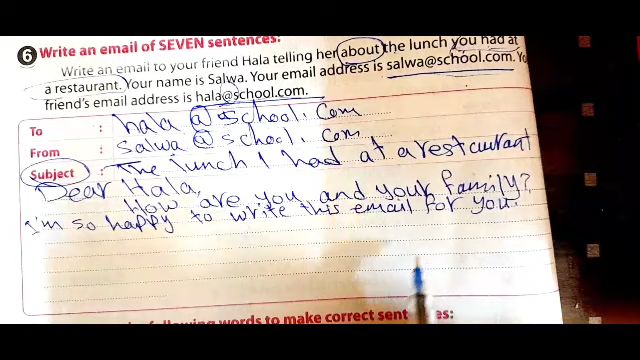 6 Write an email of SEVEN sentences:
Write an email to your friend Hala telling her about the lunch you had at
a restaurant. Your name is Salwa. Your email address is salwa@school.com. Yo
friend's email address is hala@school.com.
To : hala @ school. Com
From : Salwa @ school. Com
Subject : The lunch I had at a restaurant
Dear Hala,
How are you and your family?
I'm so happy to write this email for you.
following words to make correct sentences: